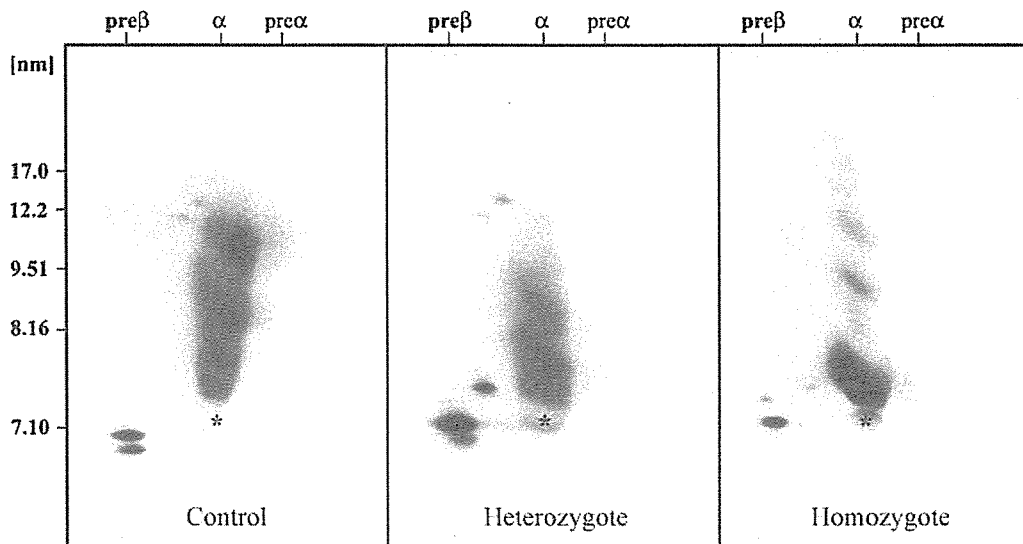 preβ α preα preβ α preα preβ α preα
[nm]
17.0
12.2
9.51
8.16
7.10
* * *
Control Heterozygote Homozygote